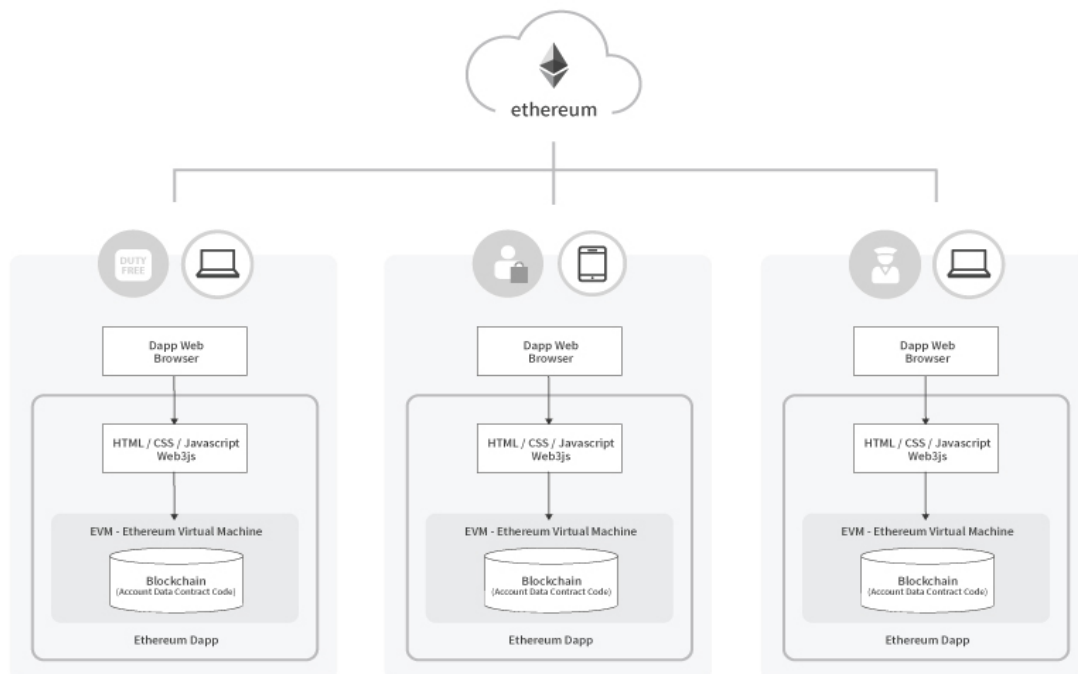 ethereum
DUTY
FREE
Dapp Web
Browser
HTML / CSS / Javascript
Web3js
EVM - Ethereum Virtual Machine
Blockchain
(Account Data Contract Code)
Ethereum Dapp
Dapp Web
Browser
HTML / CSS / Javascript
Web3js
EVM - Ethereum Virtual Machine
Blockchain
(Account Data Contract Code)
Ethereum Dapp
Dapp Web
Browser
HTML / CSS / Javascript
Web3js
EVM - Ethereum Virtual Machine
Blockchain
(Account Data Contract Code)
Ethereum Dapp